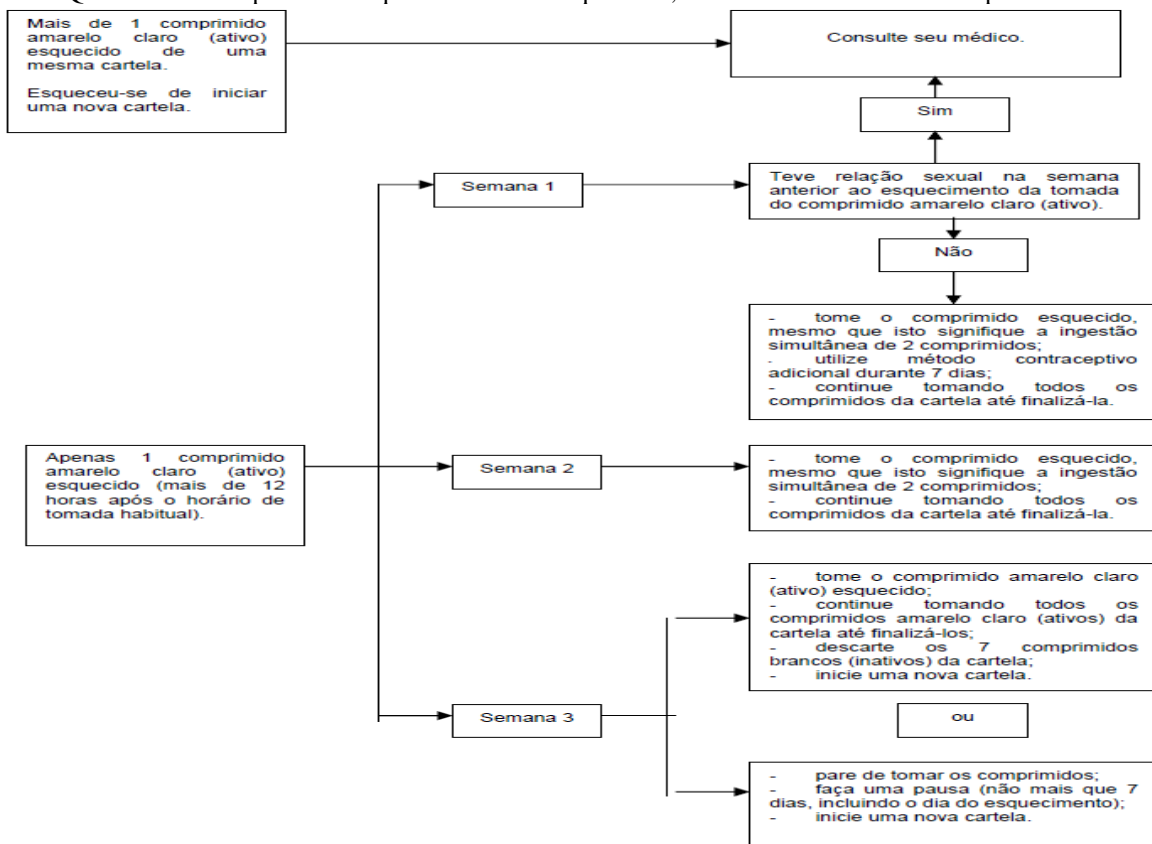 Mais de 1 comprimido
amarelo claro (ativo)
esquecido de uma
mesma cartela.
Esqueceu-se de iniciar
uma nova cartela.
Consulte seu médico.
Sim
Semana 1
Teve relação sexual na semana
anterior ao esquecimento da tomada
do comprimido amarelo claro (ativo).
Não
- tome o comprimido esquecido,
mesmo que isto signifique a ingestão
simultânea de 2 comprimidos;
. utilize método contraceptivo
adicional durante 7 dias;
- continue tomando todos os
comprimidos da cartela até finalizá-la.
Apenas 1 comprimido
amarelo claro (ativo)
esquecido (mais de 12
horas após o horário de
tomada habitual).
Semana 2
- tome o comprimido esquecido,
mesmo que isto signifique a ingestão
simultânea de 2 comprimidos;
- continue tomando todos os
comprimidos da cartela até finalizá-la.
Semana 3
- tome o comprimido amarelo claro
(ativo) esquecido;
- continue tomando todos os
comprimidos amarelo claro (ativos) da
cartela até finalizá-los;
- descarte os 7 comprimidos
brancos (inativos) da cartela;
- inicie uma nova cartela.
ou
- pare de tomar os comprimidos;
- faça uma pausa (não mais que 7
dias, incluindo o dia do esquecimento);
- inicie uma nova cartela.